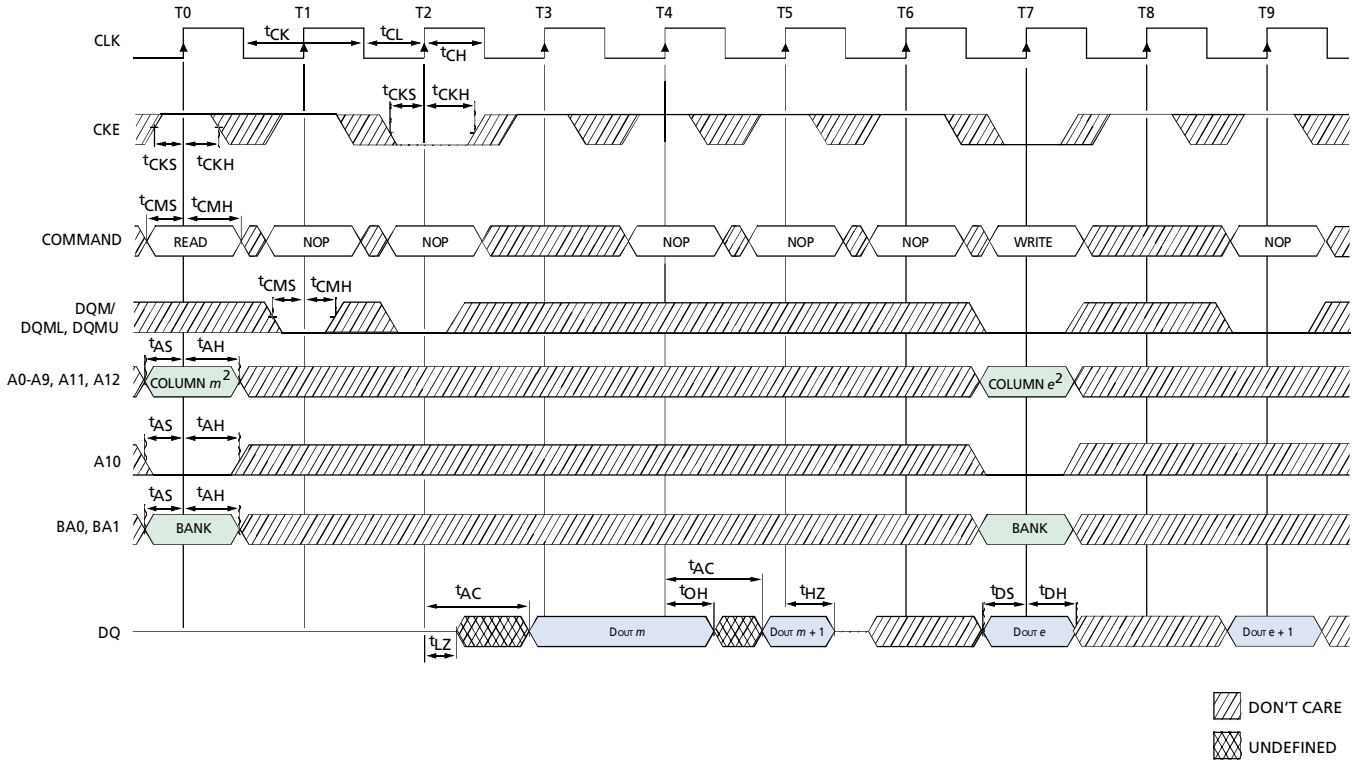 T0 T1 T2 T3 T4 T5 T6 T7 T8 T9
CLK
tCK tCL
tCH
tCKS tCKH
CKE
tCKS tCKH
tCMS tCMH
COMMAND READ NOP NOP NOP NOP NOP WRITE NOP
tCMS tCMH
DQM/
DQML, DQMU
tAS tAH
A0-A9, A11, A12 COLUMN m² COLUMN e²
tAS tAH
A10
tAS tAH
BA0, BA1 BANK BANK
tAC
tAC tOH tHZ tDS tDH
DQ DOUT m DOUT m + 1 DOUT e DOUT e + 1
tLZ
DON'T CARE
UNDEFINED